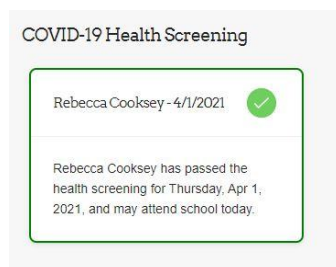 COVID-19 Health Screening
Rebecca Cooksey - 4/1/2021
Rebecca Cooksey has passed the
health screening for Thursday, Apr 1,
2021, and may attend school today.